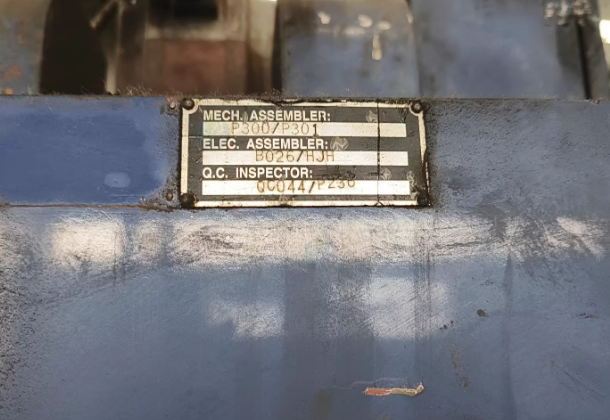 MECH. ASSEMBLER:
P300/P301
ELEC. ASSEMBLER:
B026/HJH
Q.C. INSPECTOR:
QC044/P236